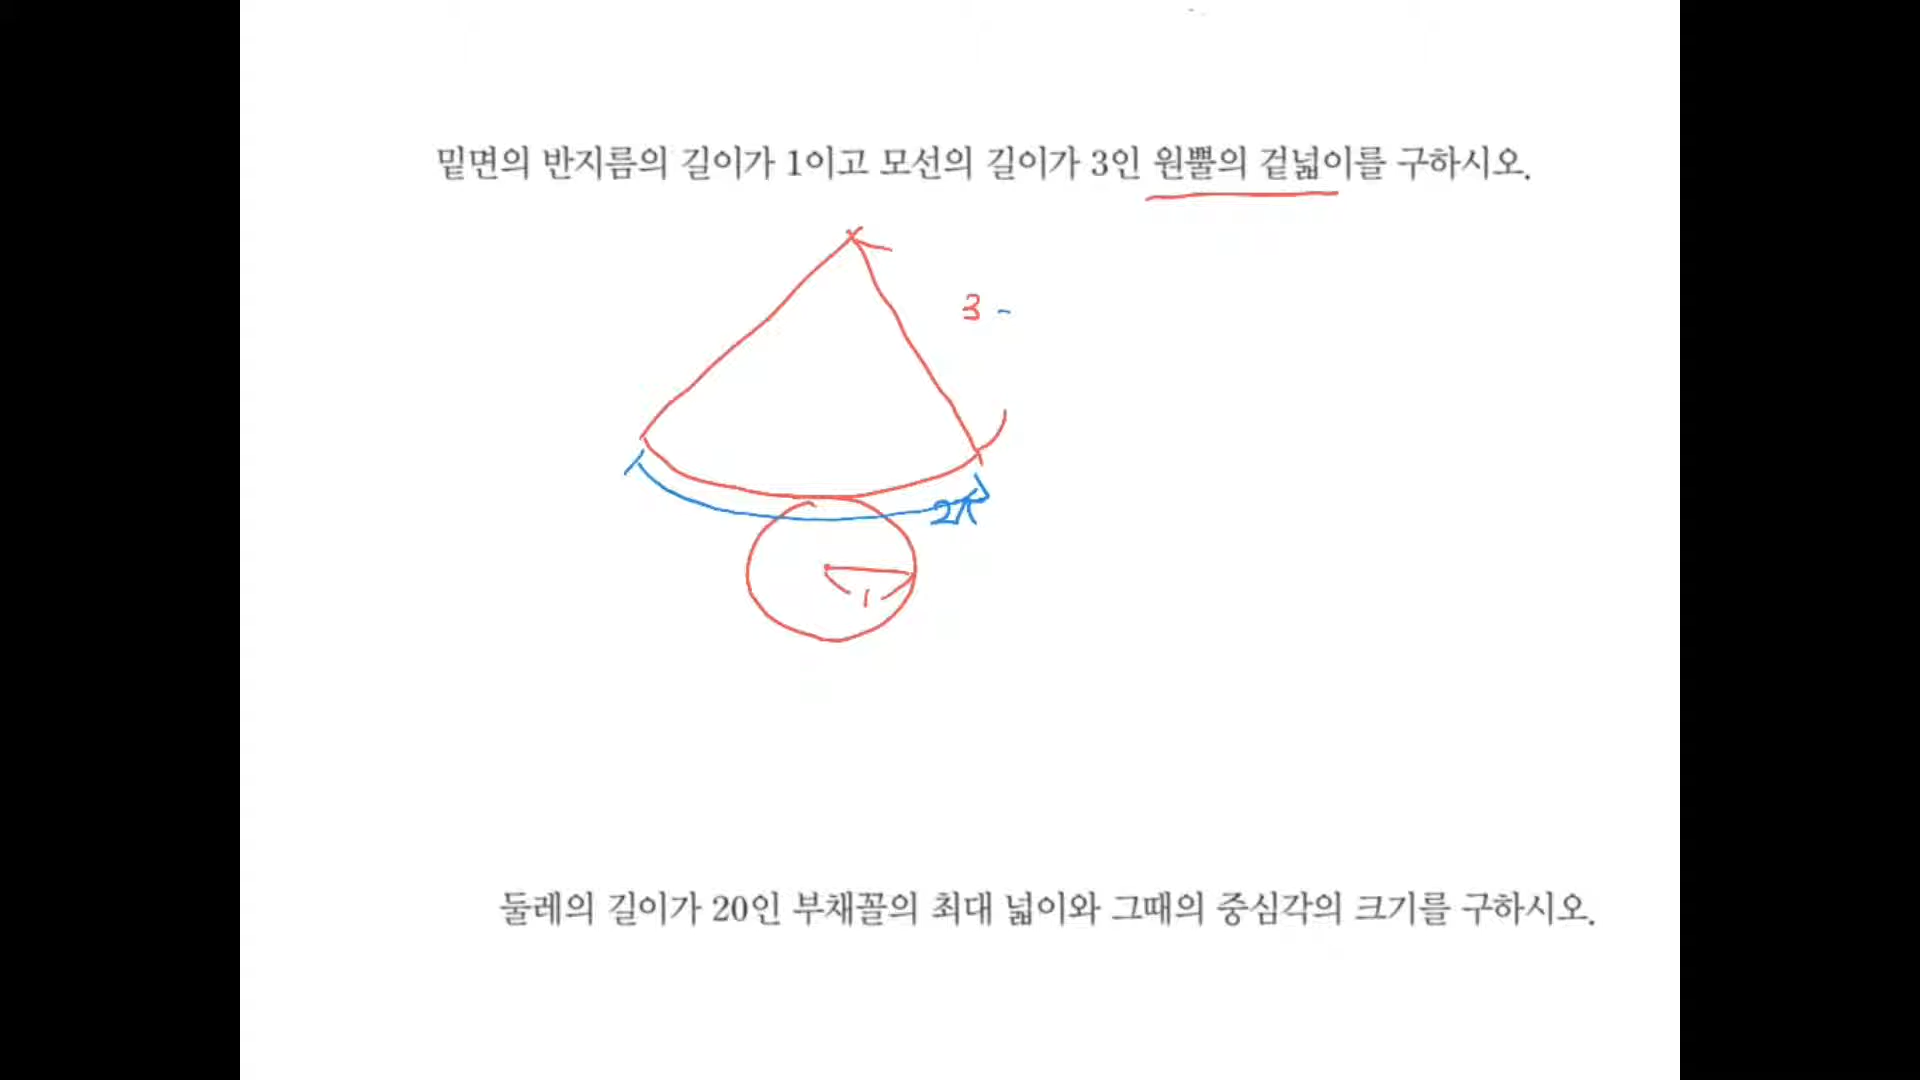 밑면의 반지름의 길이가 1이고 모선의 길이가 3인 원뿔의 겉넓이를 구하시오.
3
2π
1
둘레의 길이가 20인 부채꼴의 최대 넓이와 그때의 중심각의 크기를 구하시오.